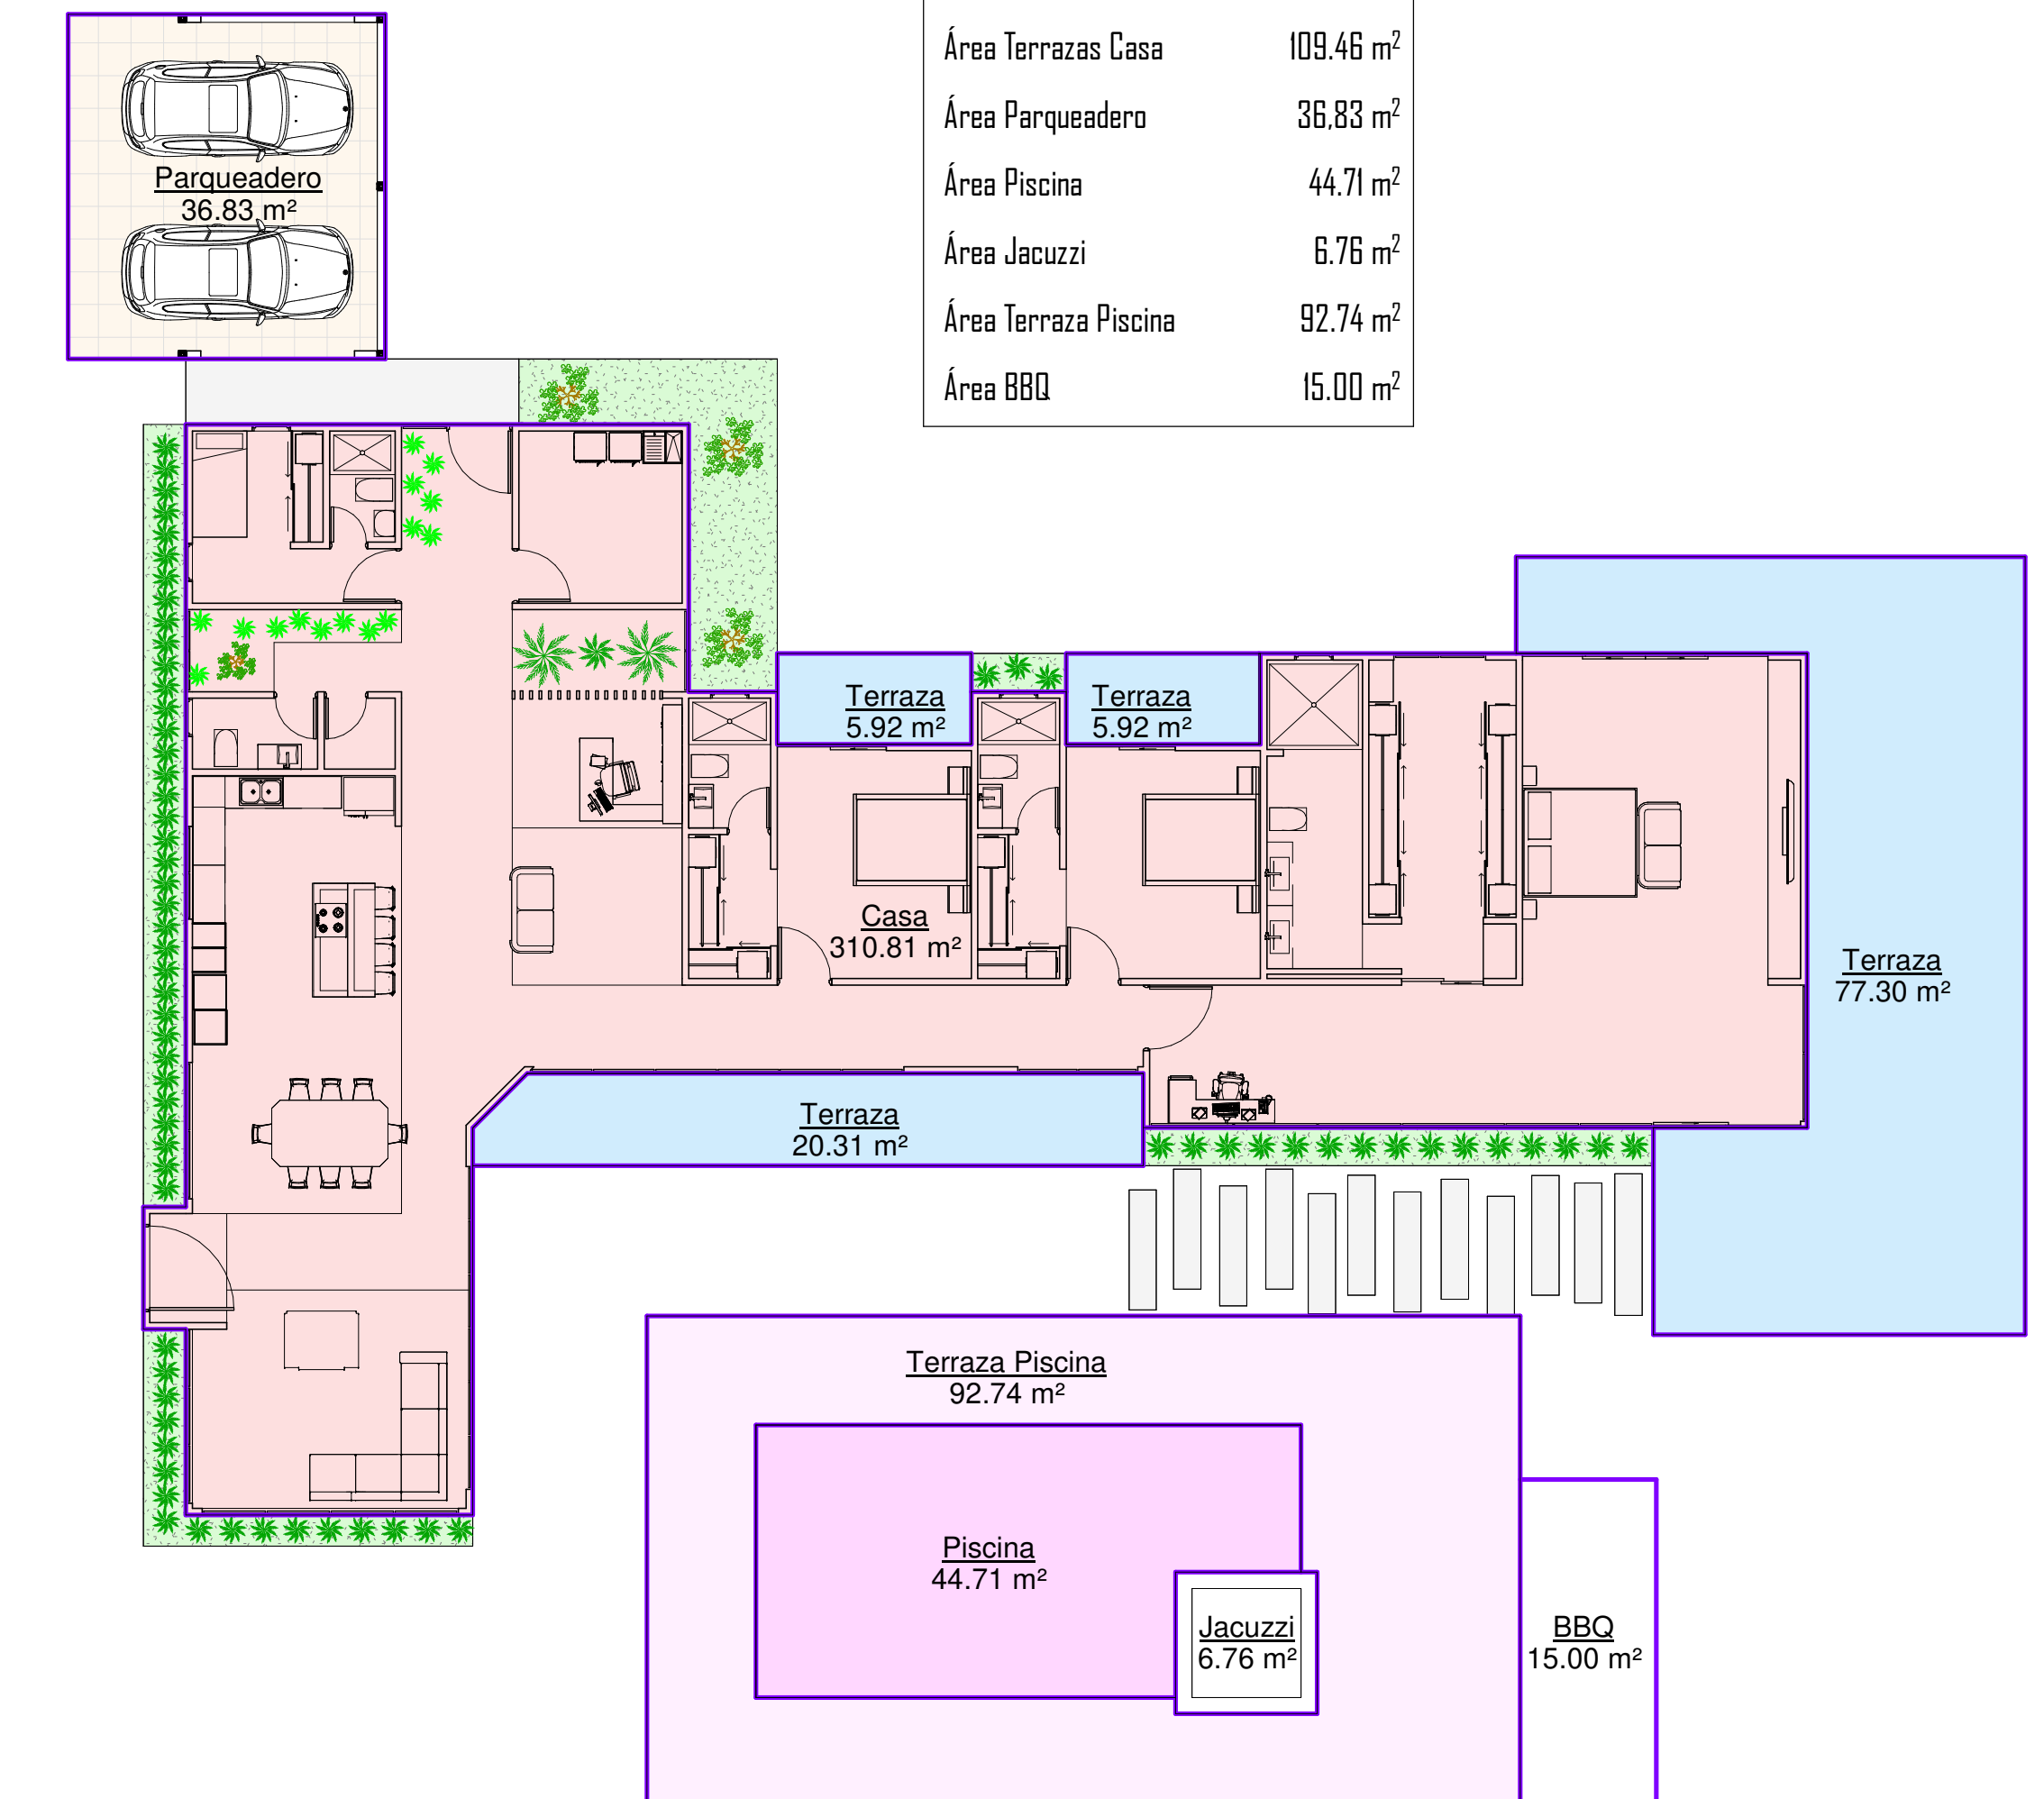 Área Terrazas Casa 109.46 m²
Área Parqueadero 36,83 m²
Área Piscina 44.71 m²
Área Jacuzzi 6.76 m²
Área Terraza Piscina 92.74 m²
Área BBQ 15.00 m²
Parqueadero
36.83 m²
Terraza
5.92 m²
Terraza
5.92 m²
Casa
310.81 m²
Terraza
77.30 m²
Terraza
20.31 m²
Terraza Piscina
92.74 m²
Piscina
44.71 m²
Jacuzzi
6.76 m²
BBQ
15.00 m²